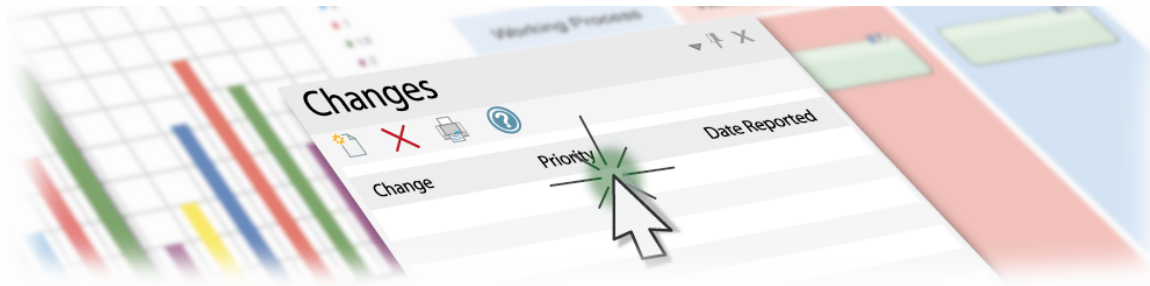 Working Process
Changes
Change
Priority
Date Reported